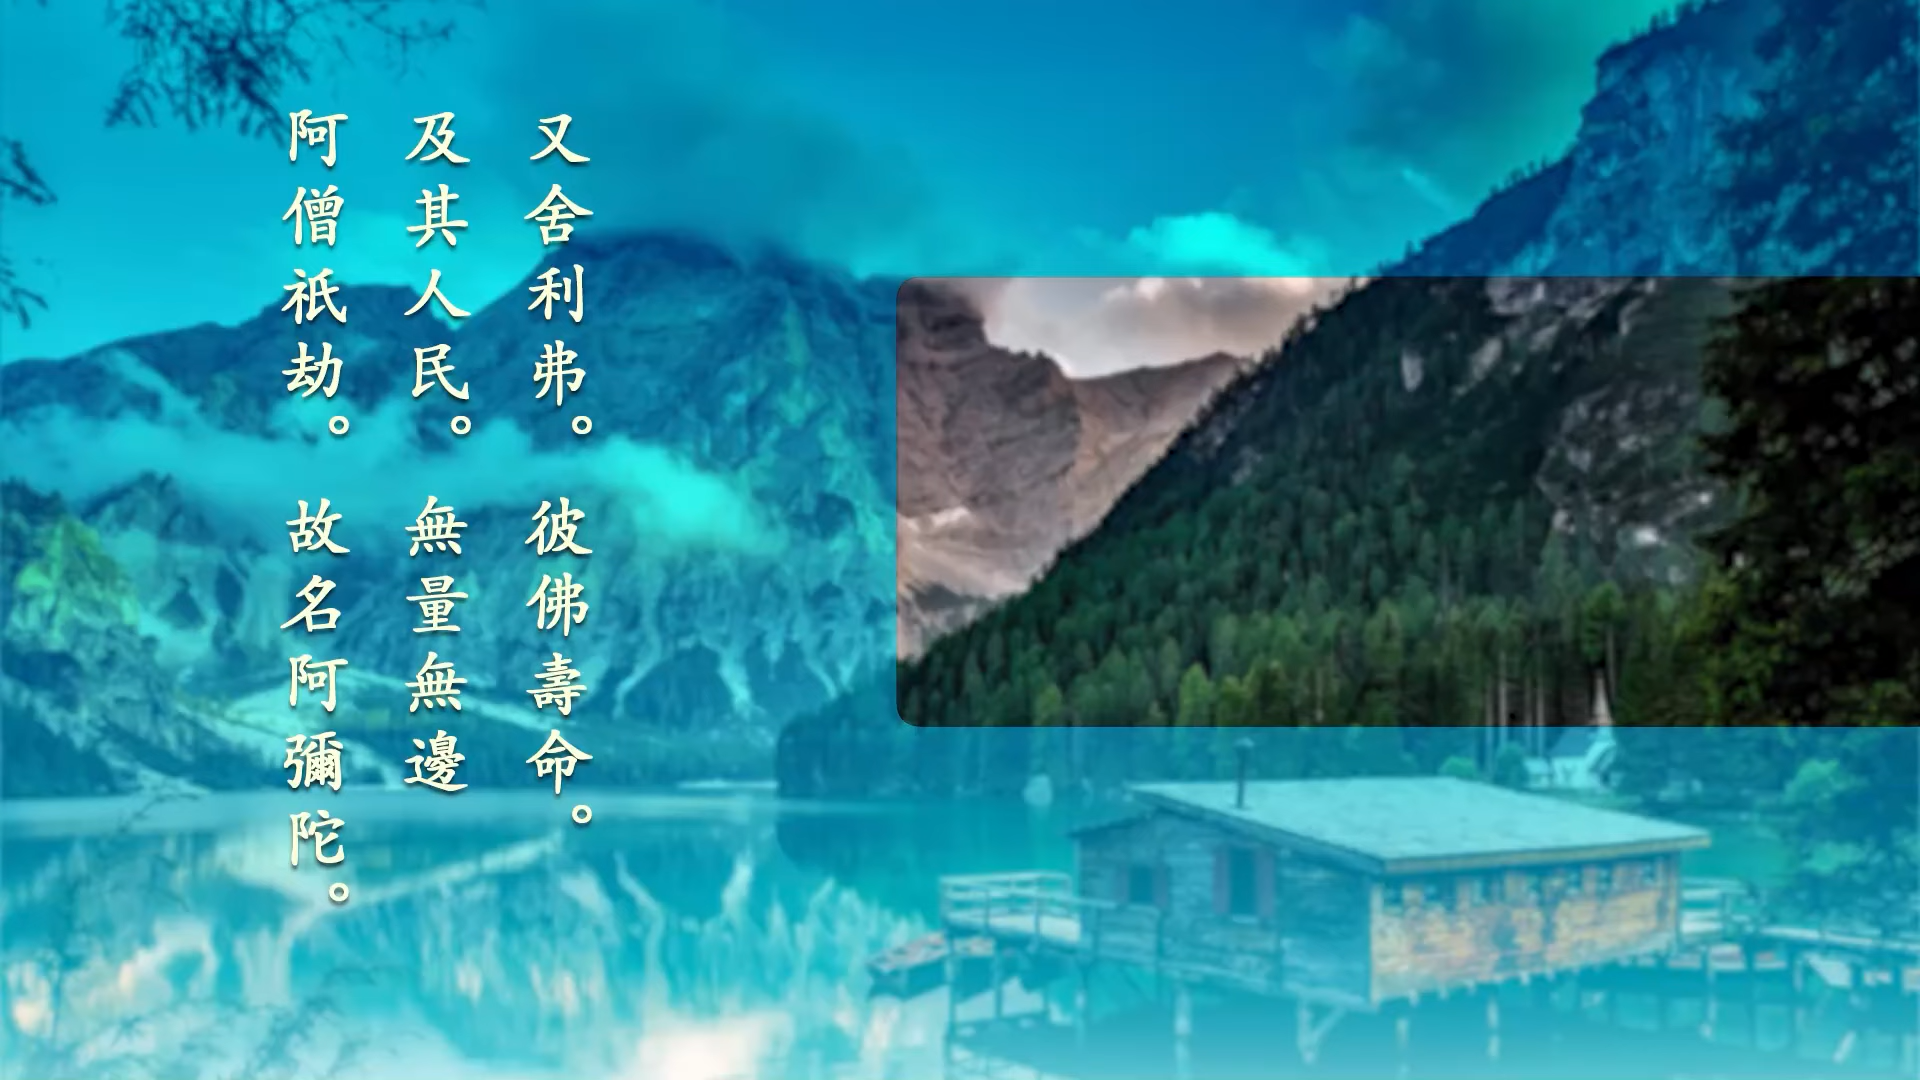 又舍利弗。彼佛壽命。
及其人民。無量無邊
阿僧祇劫。故名阿彌陀。